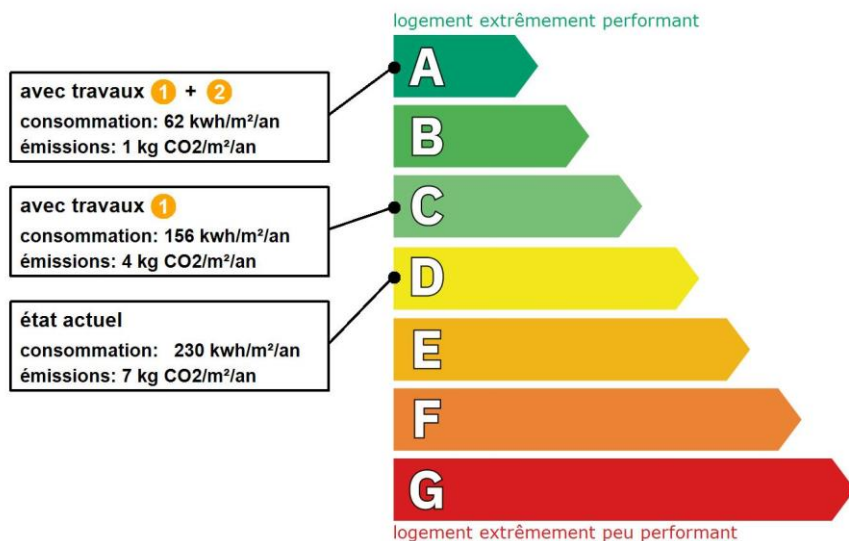 logement extrêmement performant
avec travaux 1 + 2
consommation: 62 kwh/m²/an
émissions: 1 kg CO2/m²/an
avec travaux 1
consommation: 156 kwh/m²/an
émissions: 4 kg CO2/m²/an
état actuel
consommation: 230 kwh/m²/an
émissions: 7 kg CO2/m²/an
A
B
C
D
E
F
G
logement extrêmement peu performant